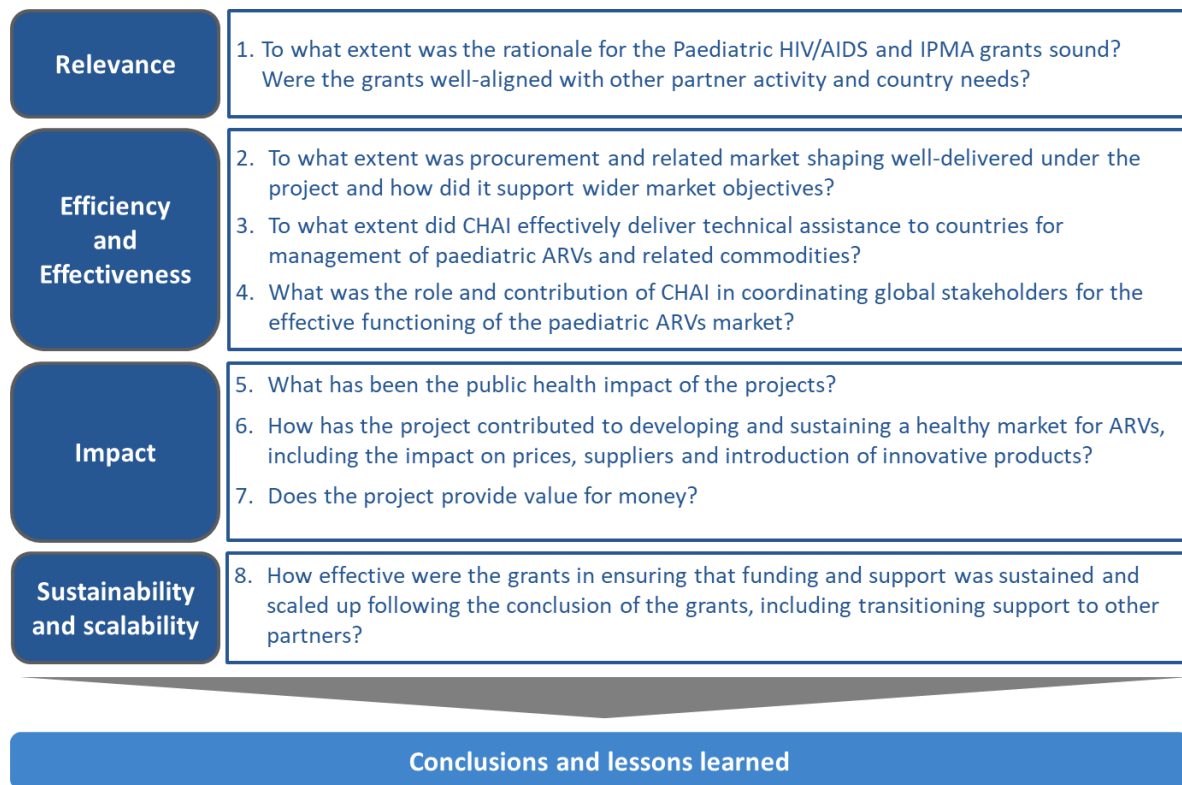 Relevance
1. To what extent was the rationale for the Paediatric HIV/AIDS and IPMA grants sound?
Were the grants well-aligned with other partner activity and country needs?
Efficiency
and
Effectiveness
2. To what extent was procurement and related market shaping well-delivered under the
project and how did it support wider market objectives?
3. To what extent did CHAI effectively deliver technical assistance to countries for
management of paediatric ARVs and related commodities?
4. What was the role and contribution of CHAI in coordinating global stakeholders for the
effective functioning of the paediatric ARVs market?
Impact
5. What has been the public health impact of the projects?
6. How has the project contributed to developing and sustaining a healthy market for ARVs,
including the impact on prices, suppliers and introduction of innovative products?
7. Does the project provide value for money?
Sustainability
and scalability
8. How effective were the grants in ensuring that funding and support was sustained and
scaled up following the conclusion of the grants, including transitioning support to other
partners?
Conclusions and lessons learned